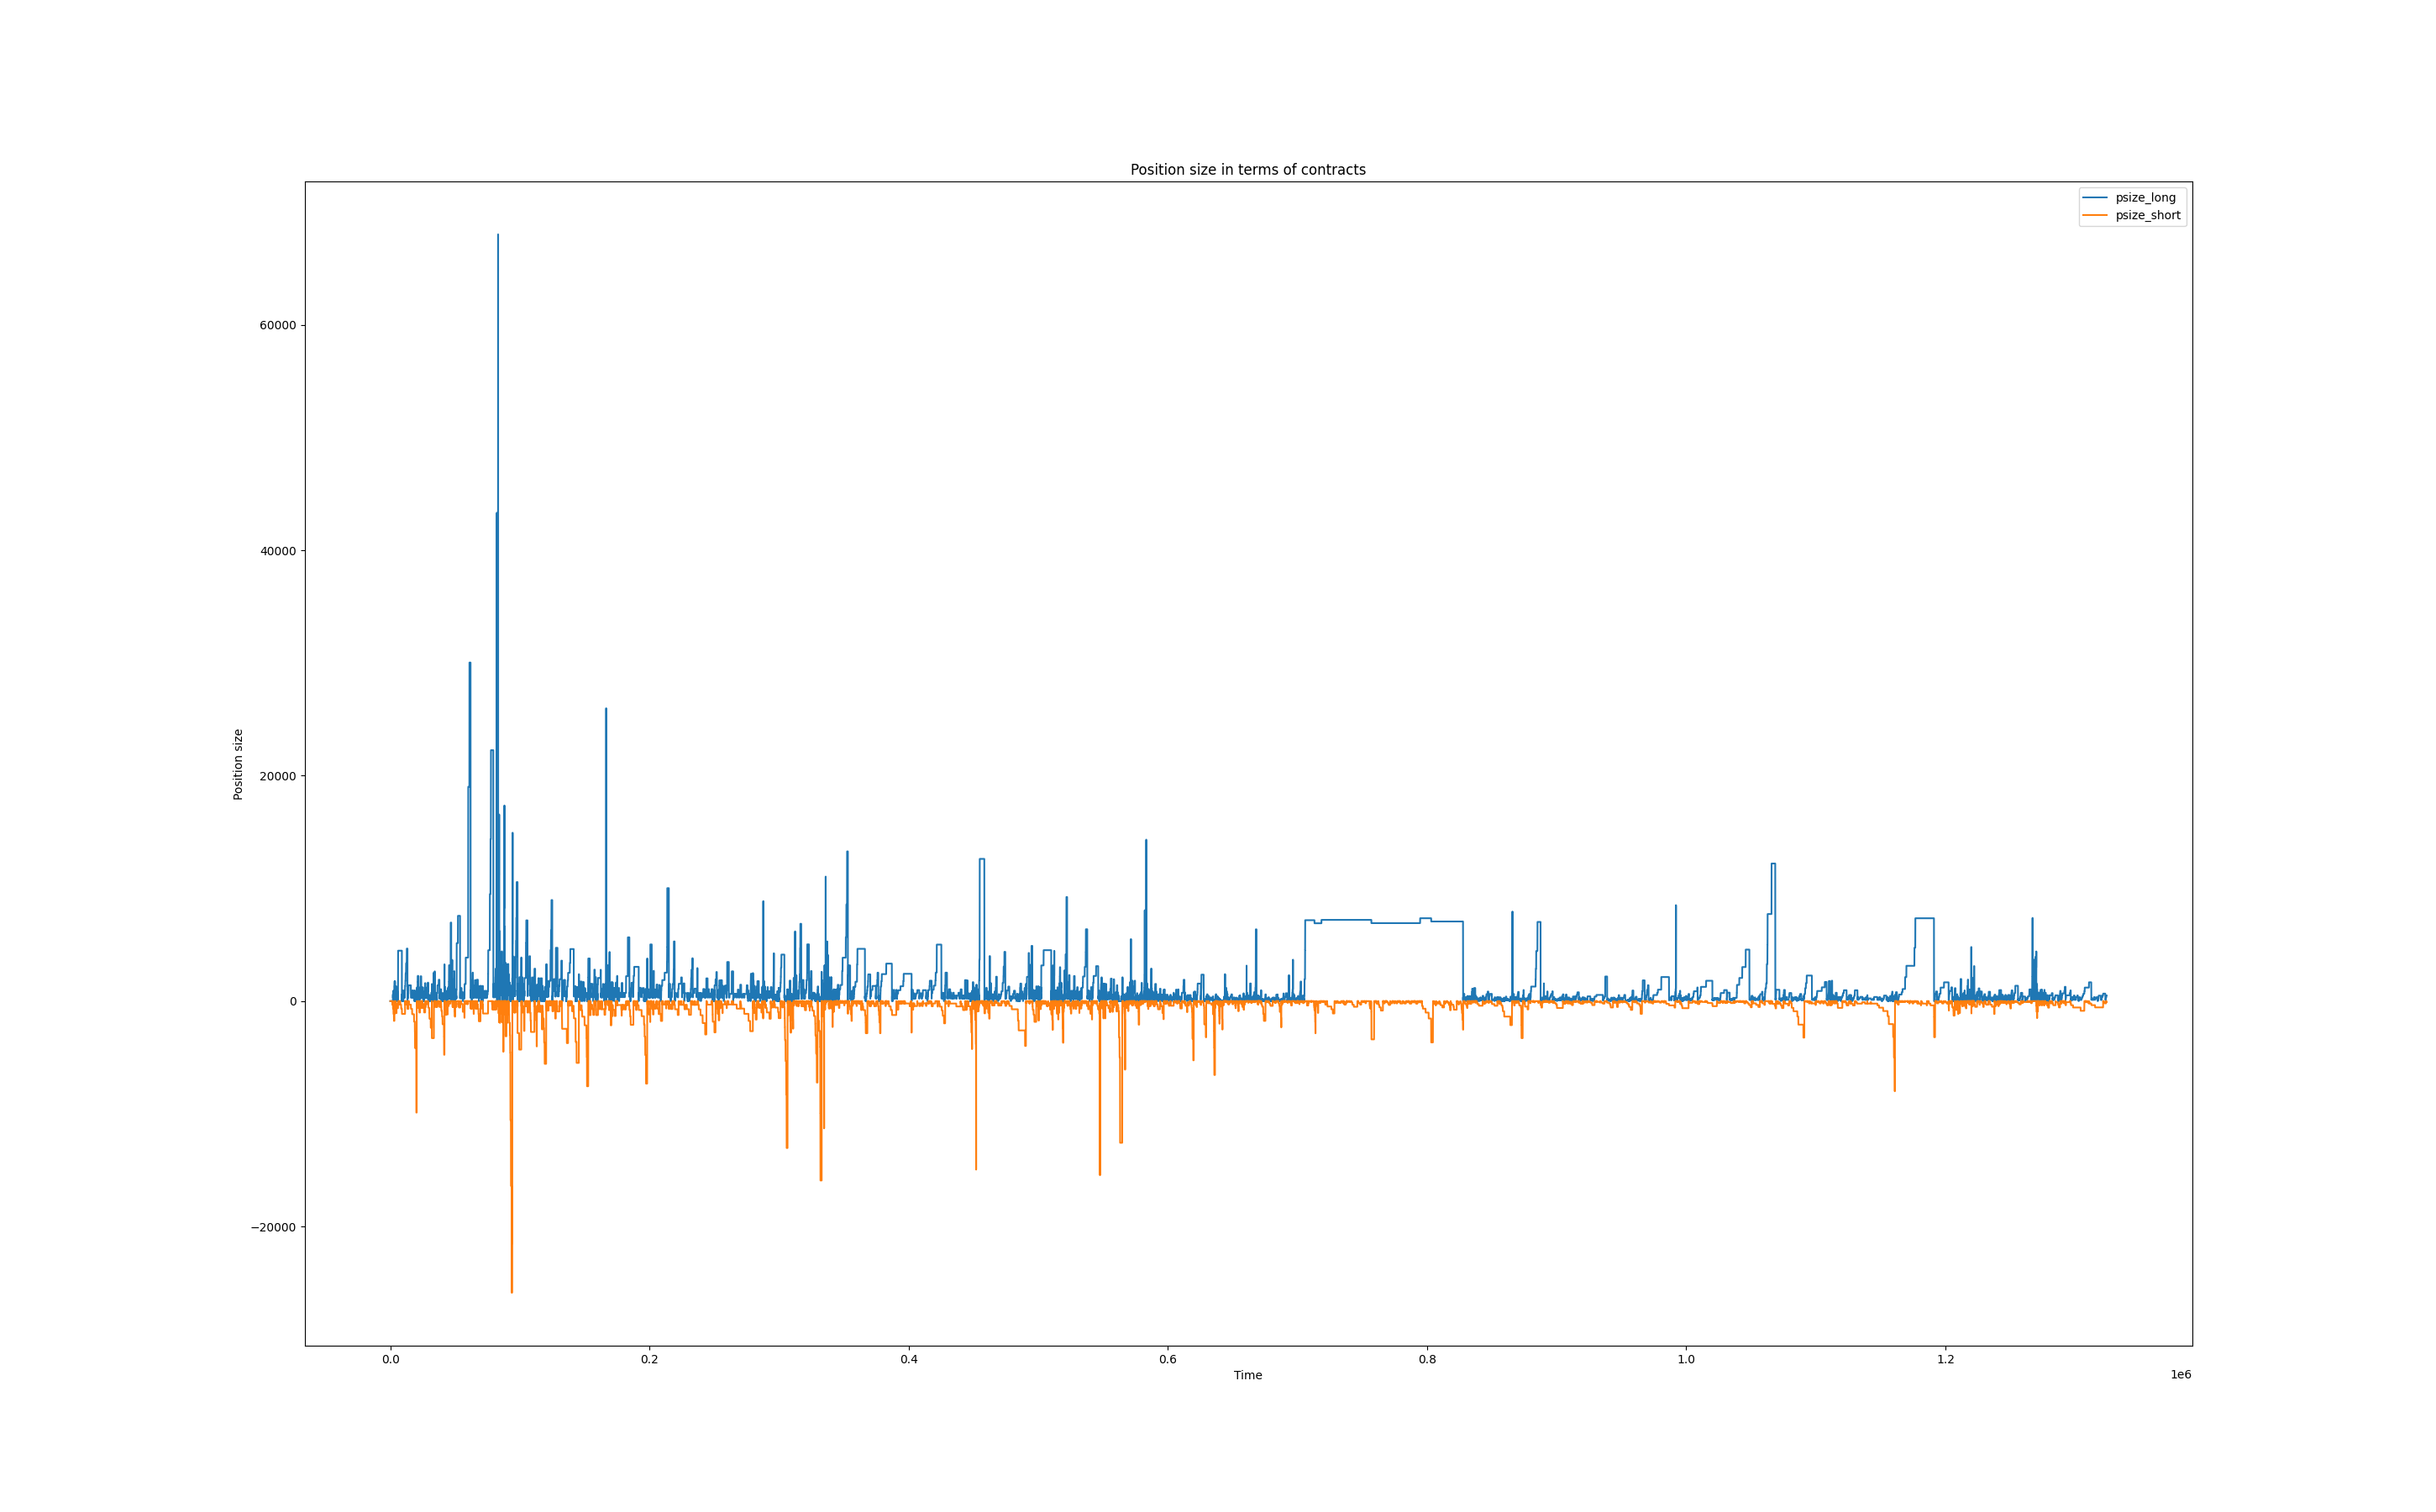 Position size in terms of contracts
psize_long
psize_short
Position size
60000
40000
20000
0
−20000
0.0 0.2 0.4 0.6 0.8 1.0 1.2
Time
1e6